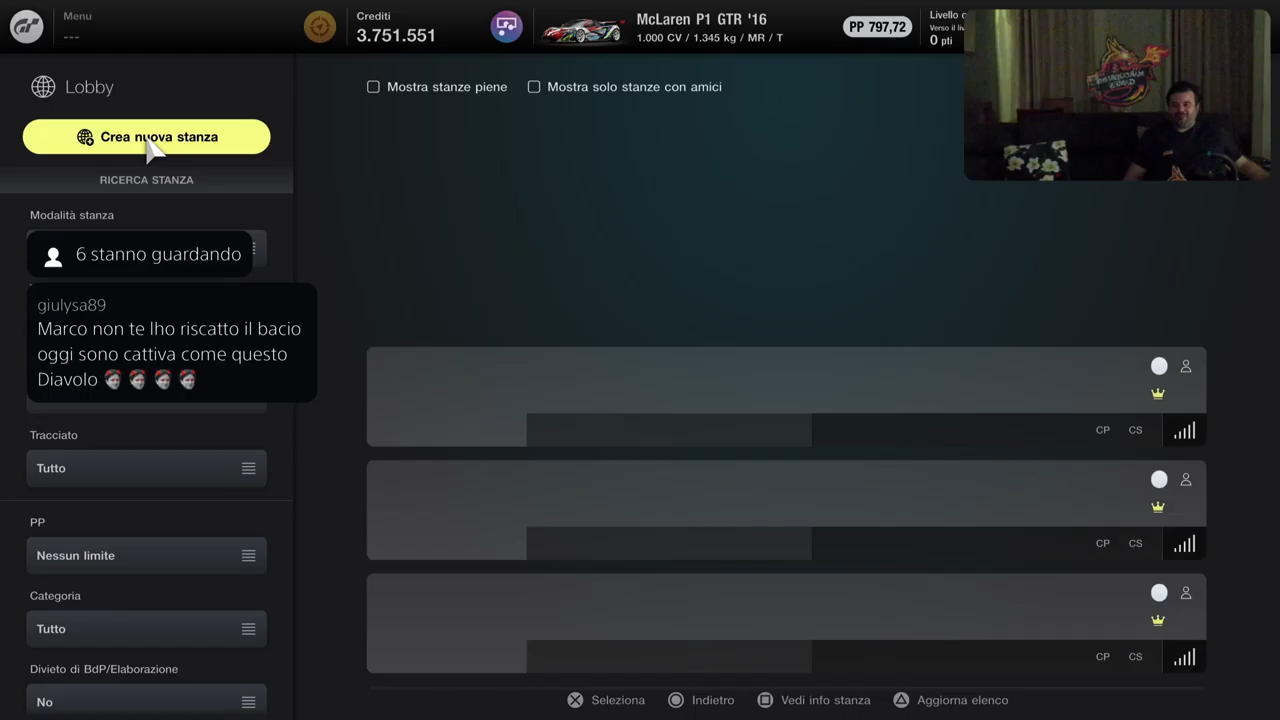 Menu
---
Crediti
3.751.551
McLaren P1 GTR '16
1.000 CV / 1.345 kg / MR / T
PP 797,72
Livello
Verso il
0 pti
Lobby
Crea nuova stanza
RICERCA STANZA
Modalità stanza
6 stanno guardando
giulysa89
Marco non te lho riscatto il bacio
oggi sono cattiva come questo
Diavolo
Tracciato
Tutto
PP
Nessun limite
Categoria
Tutto
Divieto di BdP/Elaborazione
No
Mostra stanze piene
Mostra solo stanze con amici
CP CS
CP CS
CP CS
Seleziona
Indietro
Vedi info stanza
Aggiorna elenco